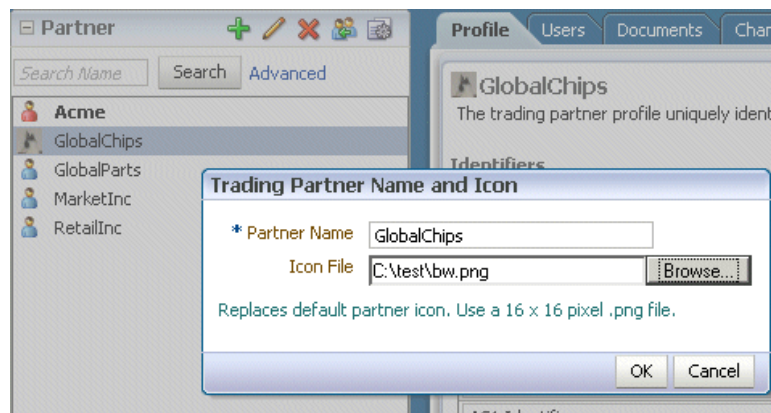 Partner
Search Name Search Advanced
Acme
GlobalChips
GlobalParts
MarketInc
RetailInc
Profile Users Documents Chan
GlobalChips
The trading partner profile uniquely ident
Identifiers
Trading Partner Name and Icon
* Partner Name GlobalChips
Icon File C:\test\bw.png Browse...
Replaces default partner icon. Use a 16 x 16 pixel .png file.
OK Cancel